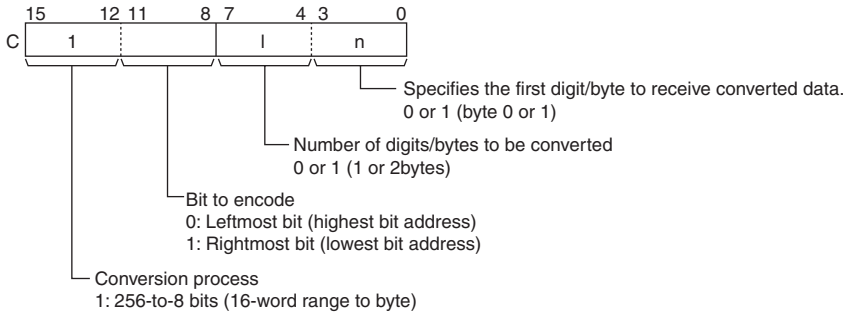 15 12 11 8 7 4 3 0
C 1 l n
Specifies the first digit/byte to receive converted data.
0 or 1 (byte 0 or 1)
Number of digits/bytes to be converted
0 or 1 (1 or 2bytes)
Bit to encode
0: Leftmost bit (highest bit address)
1: Rightmost bit (lowest bit address)
Conversion process
1: 256-to-8 bits (16-word range to byte)